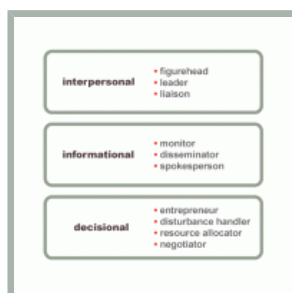 interpersonal
• figurehead
• leader
• liaison
informational
• monitor
• disseminator
• spokesperson
decisional
• entrepreneur
• disturbance handler
• resource allocator
• negotiator